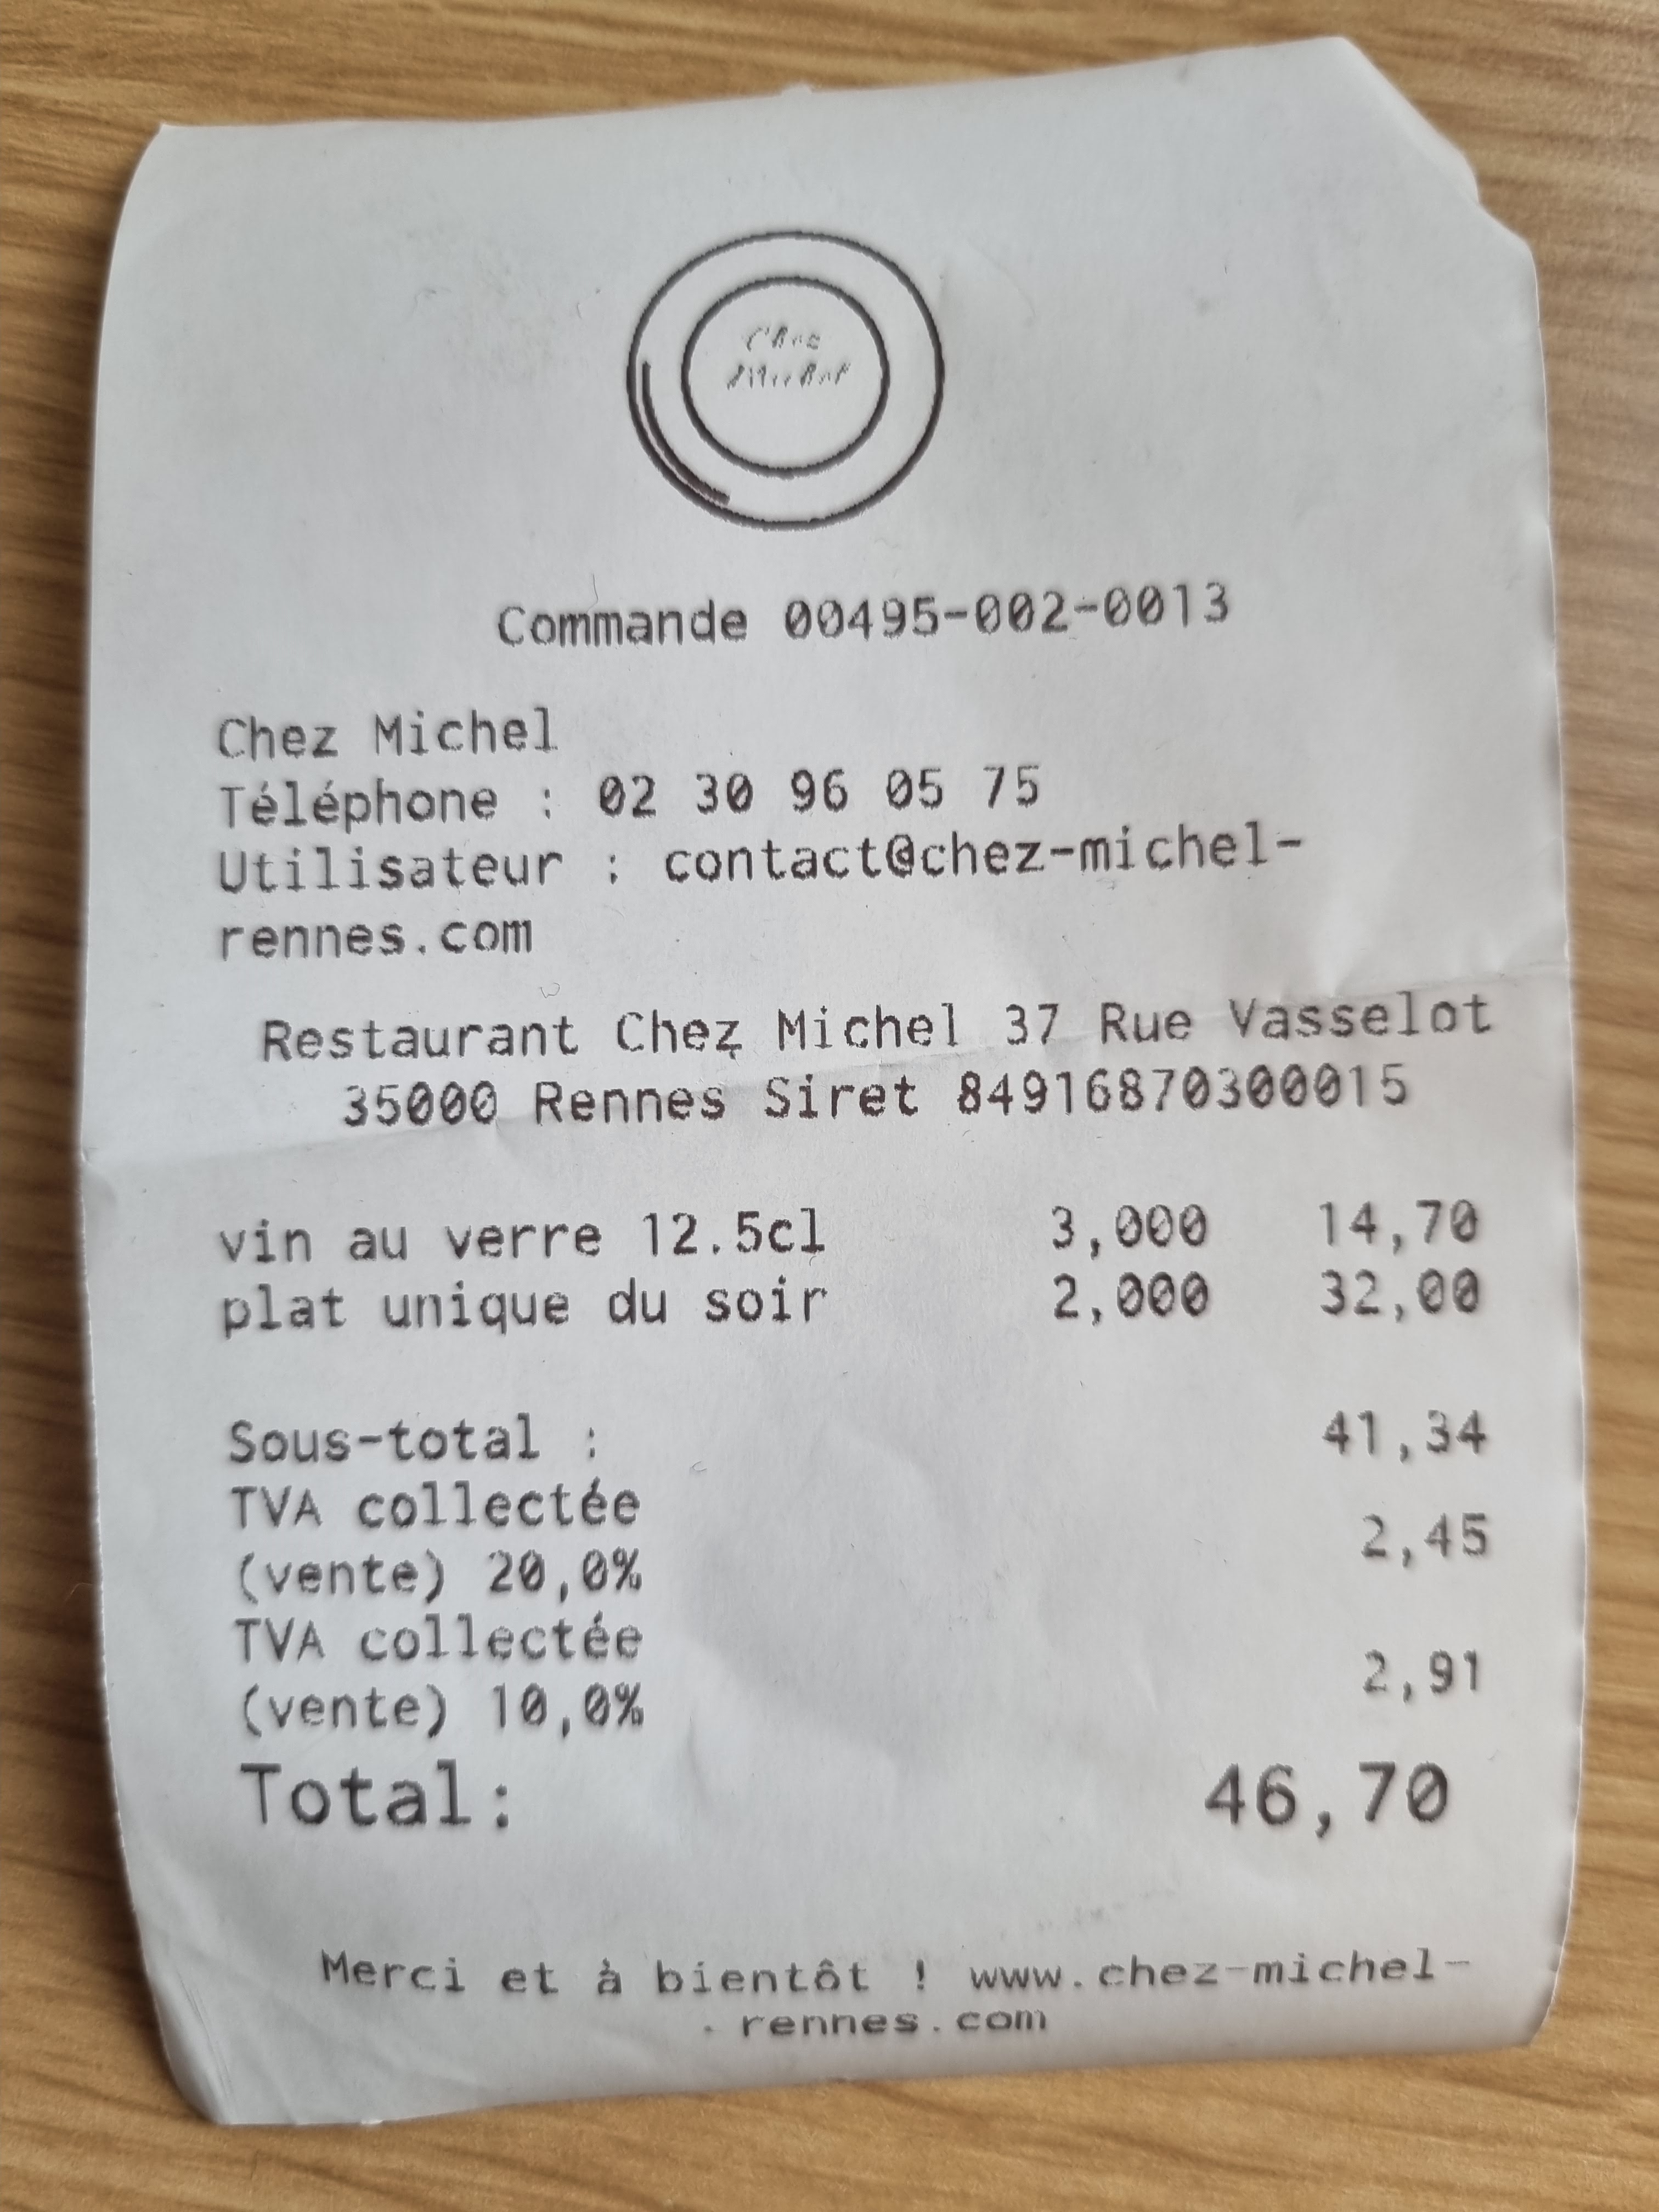 Chez
Michel
Commande 00495-002-0013
Chez Michel
Téléphone : 02 30 96 05 75
Utilisateur : contact@chez-michel-
rennes.com
Restaurant Chez Michel 37 Rue Vasselot
35000 Rennes Siret 84916870300015
vin au verre 12.5cl 3,000 14,70
plat unique du soir 2,000 32,00
Sous-total : 41,34
TVA collectée
(vente) 20,0% 2,45
TVA collectée
(vente) 10,0% 2,91
Total: 46,70
Merci et à bientôt ! www.chez-michel-
rennes.com